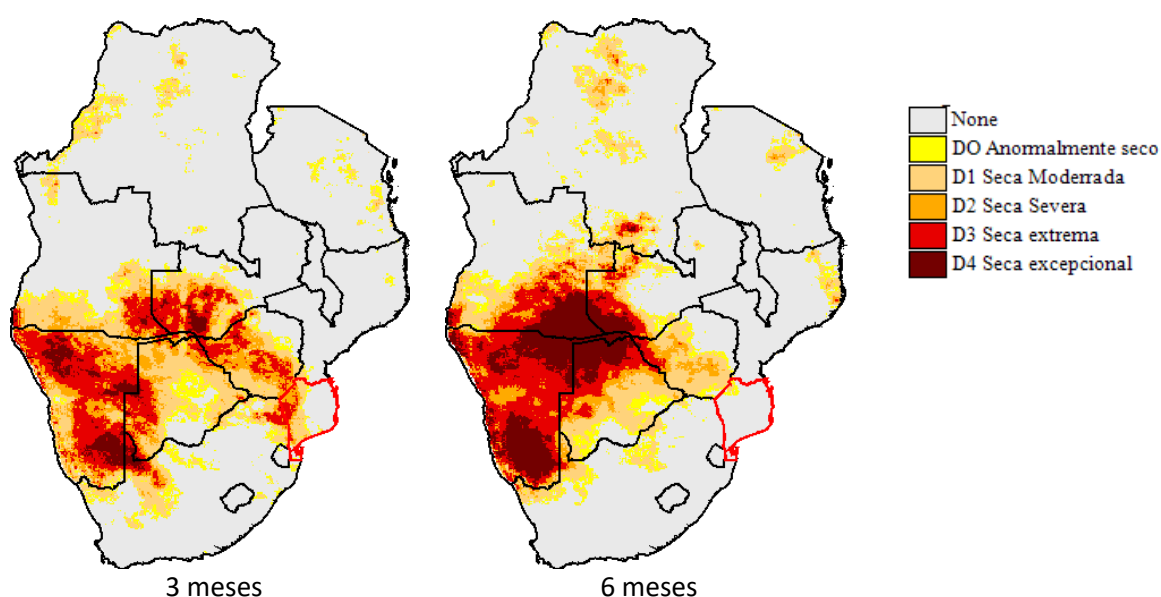 None
DO Anormalmente seco
D1 Seca Moderrada
D2 Seca Severa
D3 Seca extrema
D4 Seca excepcional
3 meses
6 meses